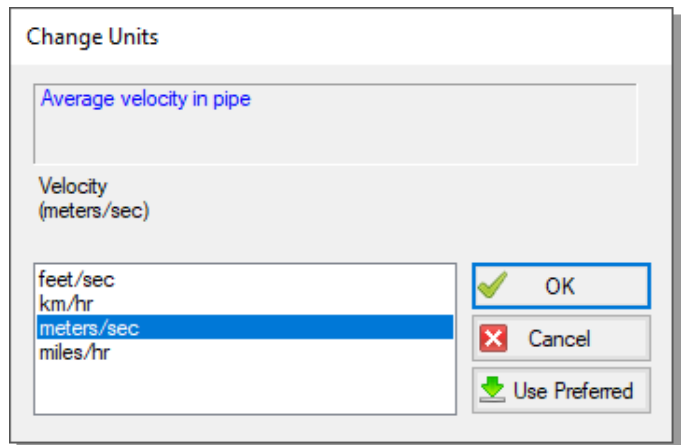 Change Units
Average velocity in pipe
Velocity
(meters/sec)
feet/sec
km/hr
meters/sec
miles/hr
OK
Cancel
Use Preferred